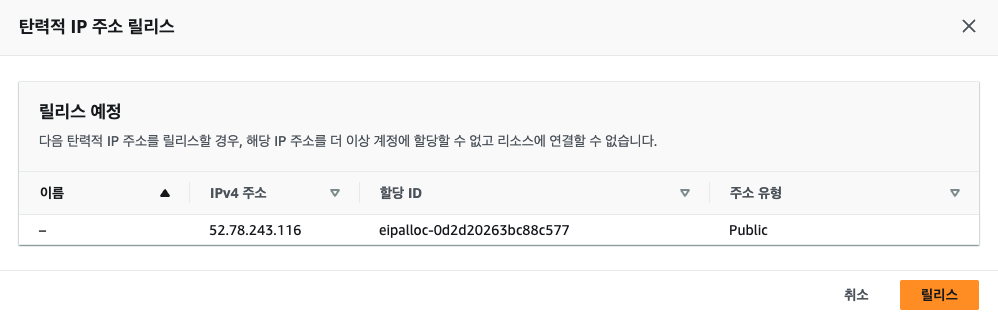 탄력적 IP 주소 릴리스
릴리스 예정
다음 탄력적 IP 주소를 릴리스할 경우, 해당 IP 주소를 더 이상 계정에 할당할 수 없고 리소스에 연결할 수 없습니다.
이름 IPv4 주소 할당 ID 주소 유형
– 52.78.243.116 eipalloc-0d2d20263bc88c577 Public
취소 릴리스